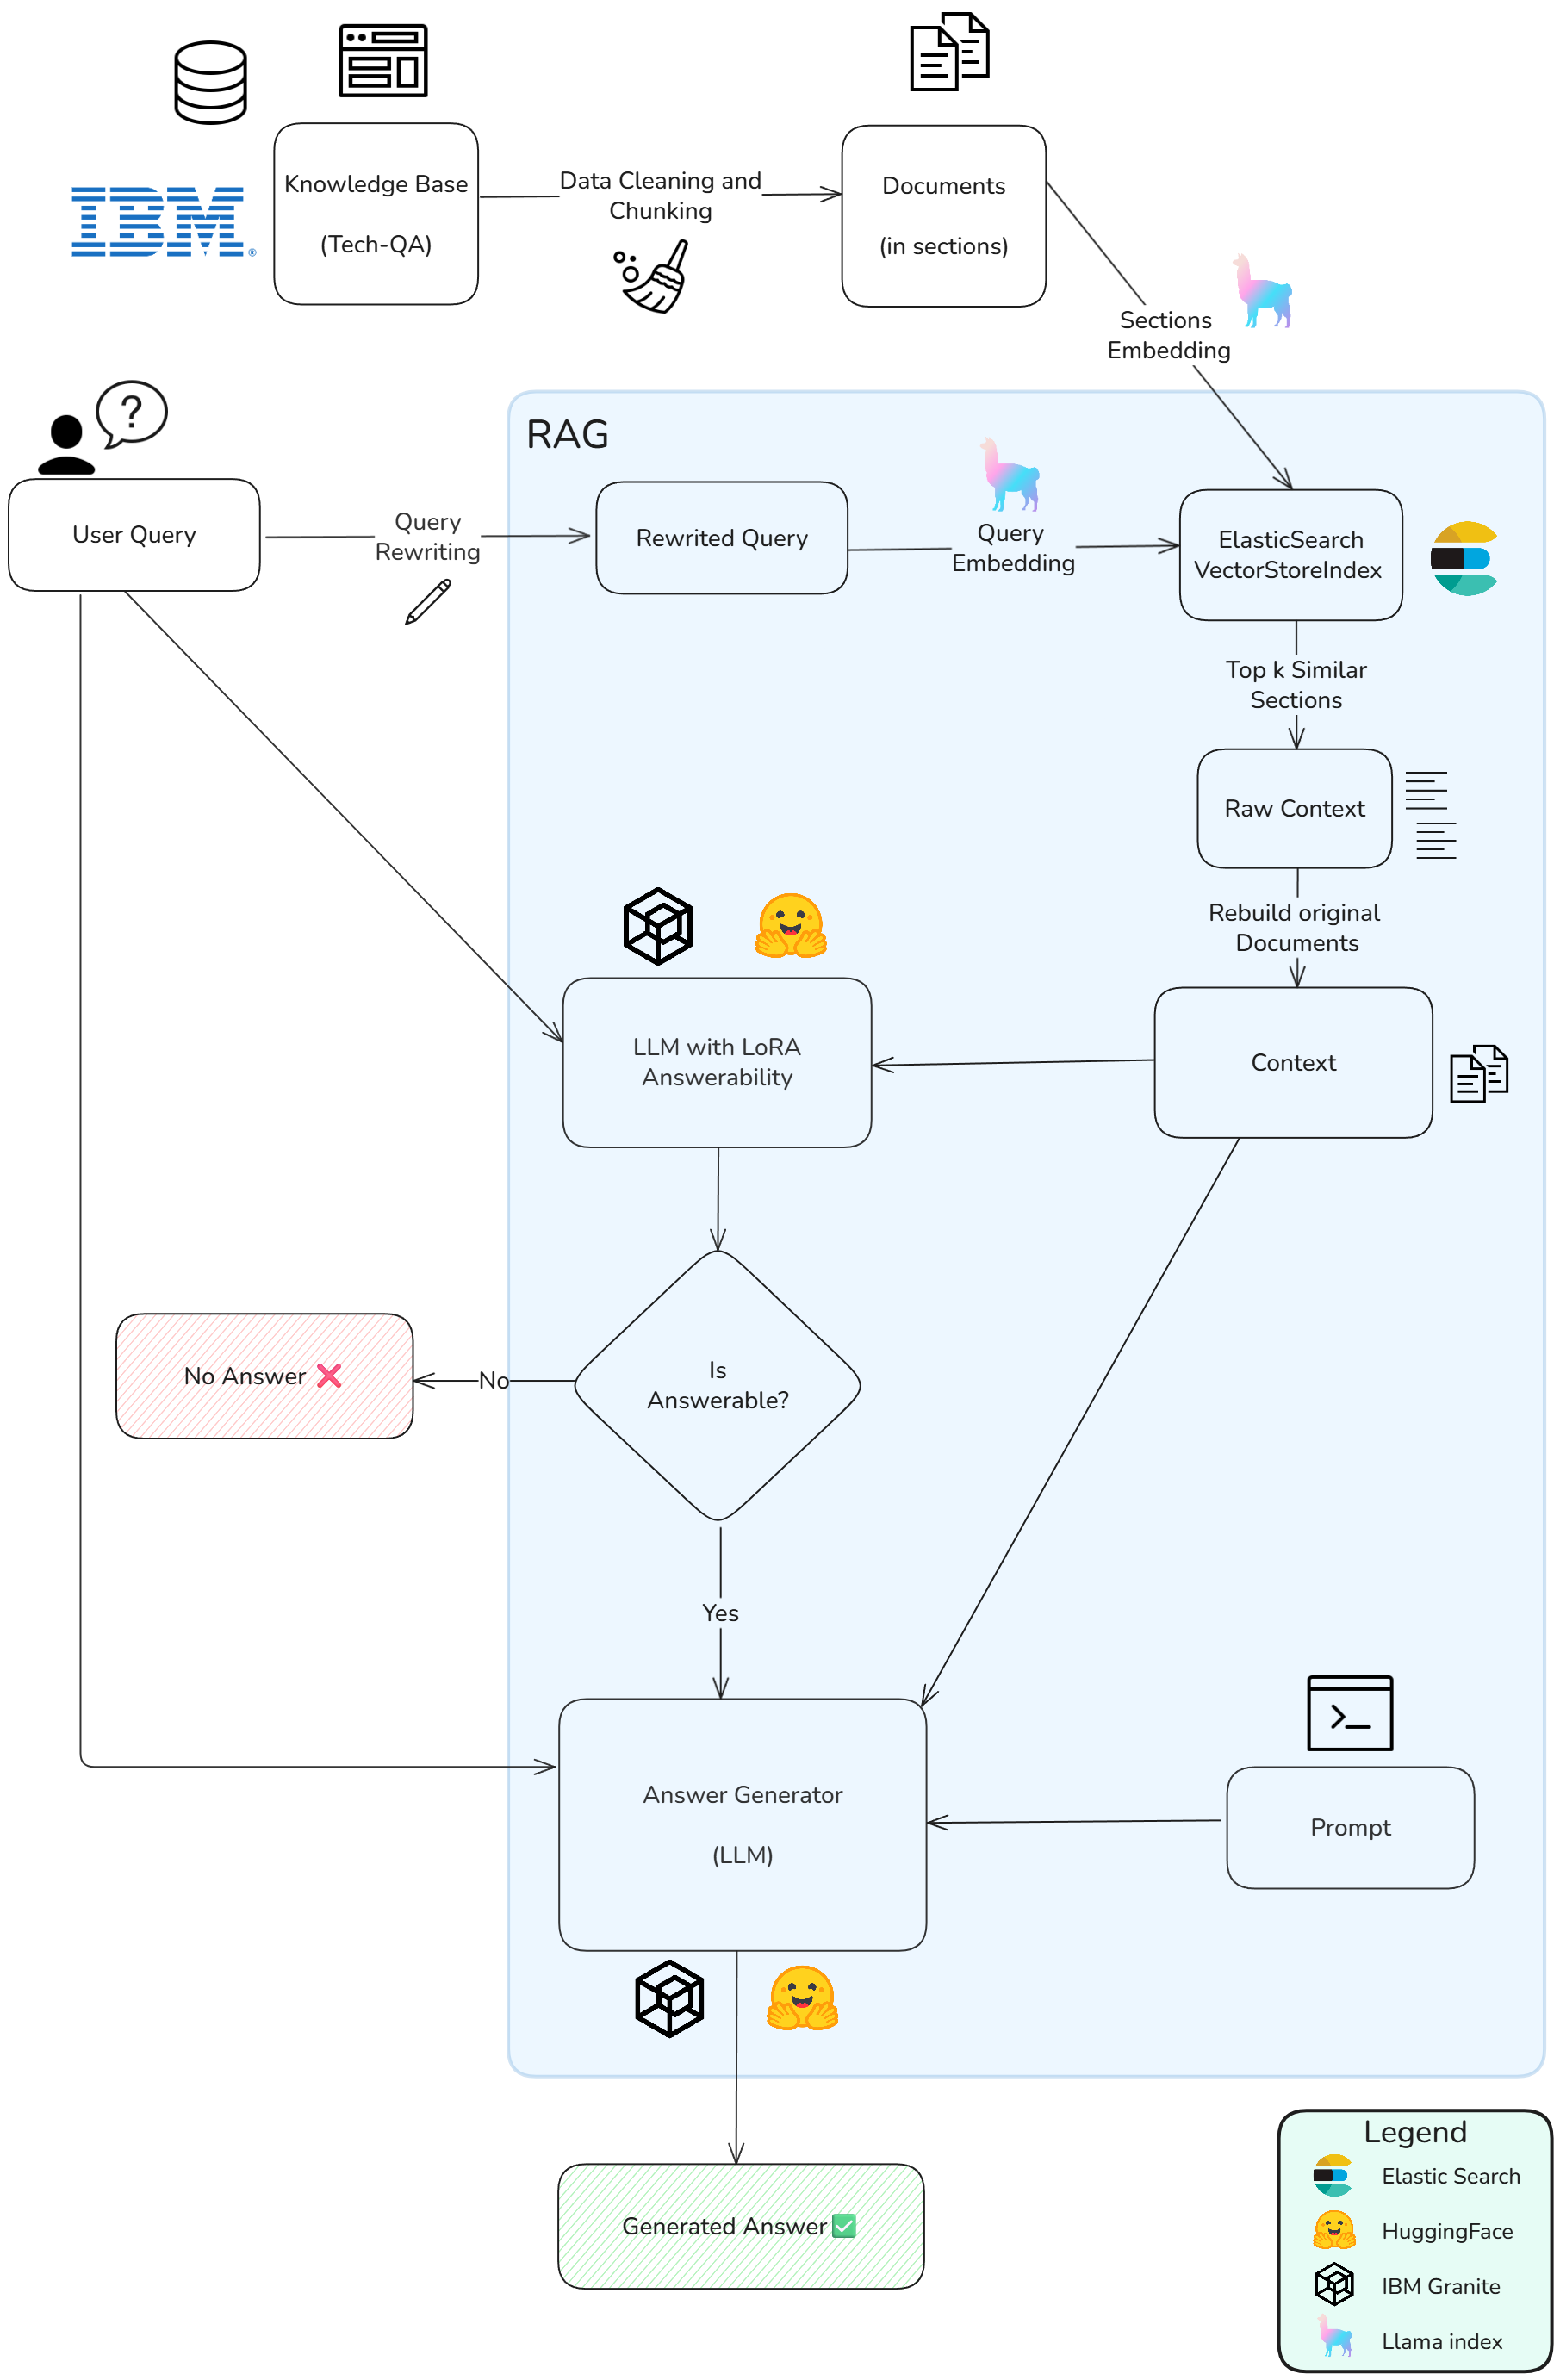 Knowledge Base
(Tech-QA)
IBM®
Data Cleaning and
Chunking
Documents
(in sections)
Sections
Embedding
?
RAG
User Query
Query
Rewriting
Rewrited Query
Query
Embedding
ElasticSearch
VectorStoreIndex
Top k Similar
Sections
Raw Context
Rebuild original
Documents
LLM with LoRA
Answerability
Context
Is
Answerable?
No
No Answer ❌
Yes
Answer Generator
(LLM)
Prompt
Generated Answer ✅
Legend
Elastic Search
HuggingFace
IBM Granite
Llama index